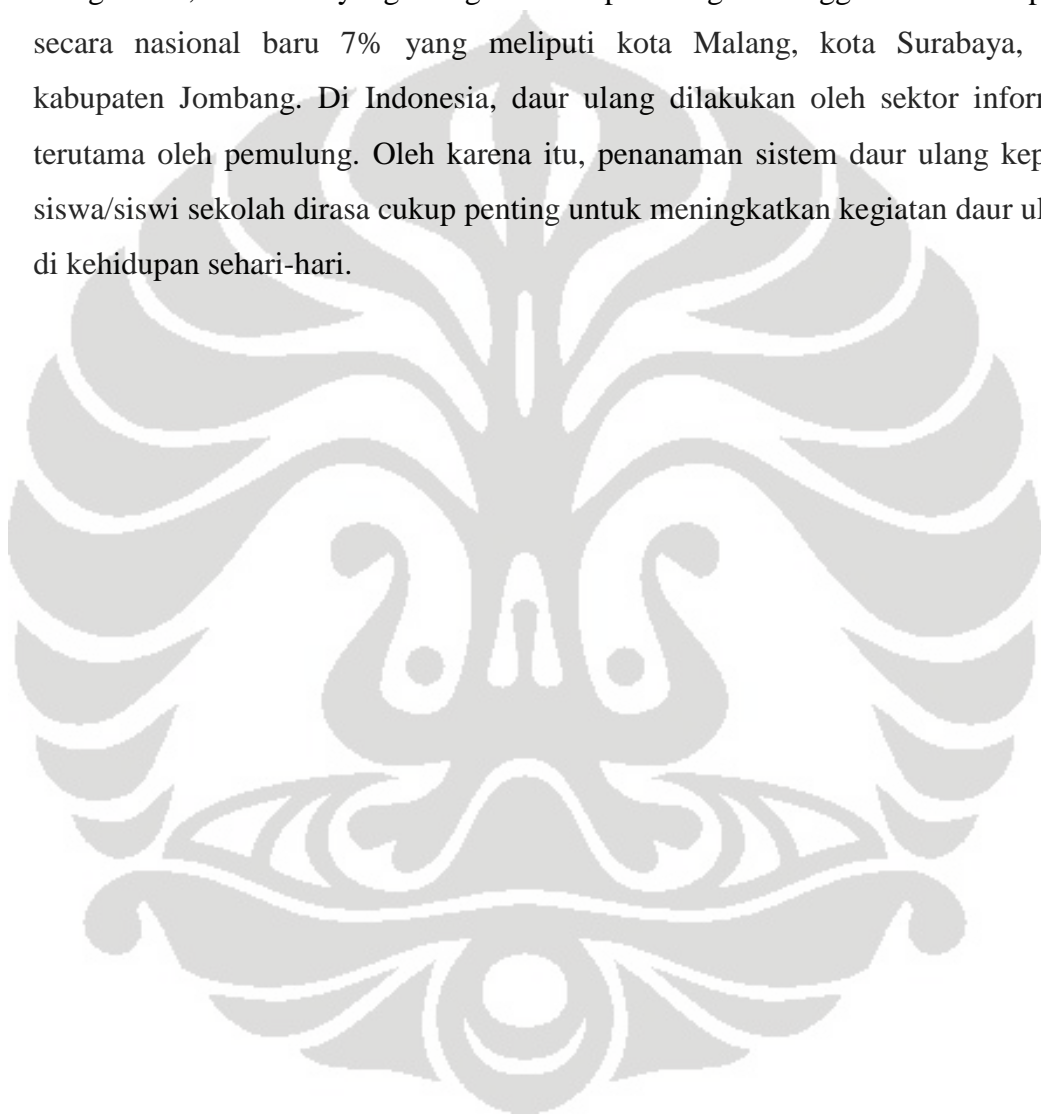 secara nasional baru 7% yang meliputi kota Malang, kota Surabaya,
kabupaten Jombang. Di Indonesia, daur ulang dilakukan oleh sektor
terutama oleh pemulung. Oleh karena itu, penanaman sistem daur ulang
siswa/siswi sekolah dirasa cukup penting untuk meningkatkan kegiatan daur
di kehidupan sehari-hari.